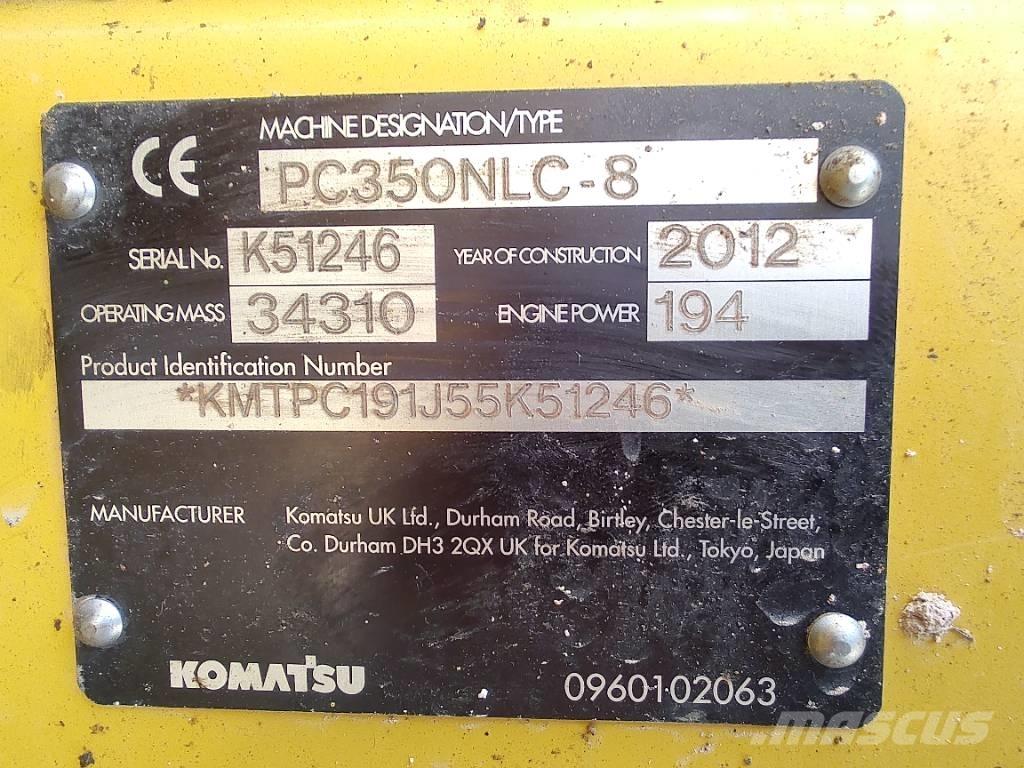 CE
MACHINE DESIGNATION/TYPE
PC350NLC-8
SERIAL No. K51246 YEAR OF CONSTRUCTION 2012
OPERATING MASS 34310 ENGINE POWER 194
Product Identification Number
*KMTPC191J55K51246*
MANUFACTURER Komatsu UK Ltd., Durham Road, Birtley, Chester-le-Street,
Co. Durham DH3 2QX UK for Komatsu Ltd., Tokyo, Japan
KOMATSU 0960102063
mascus